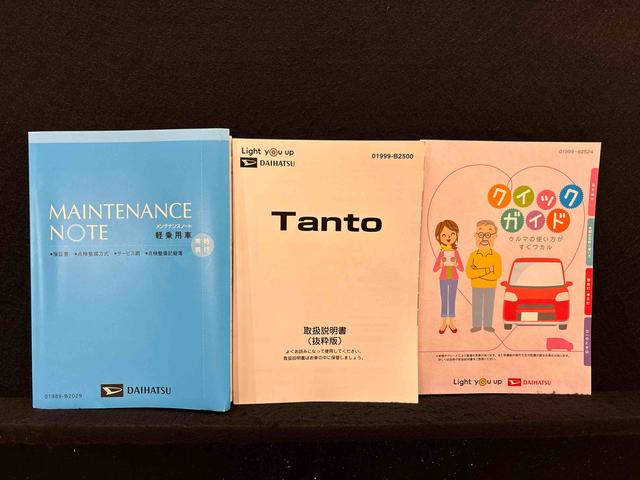 MAINTENANCE
NOTE
メンテナンスノート
軽乗用車
•保証書 •点検整備方式 •サービス網 •点検整備記録簿
01989-B2029
DAIHATSU
Light you up
DAIHATSU
01999-B2500
Tanto
取扱説明書
(抜粋版)
よくお読みになって使用してください。
取扱説明書はお車の中に保管しましょう。
01999-B2524
クイック
ガイド
クルマの使い方が
すぐワカル
Light you up
DAIHATSU